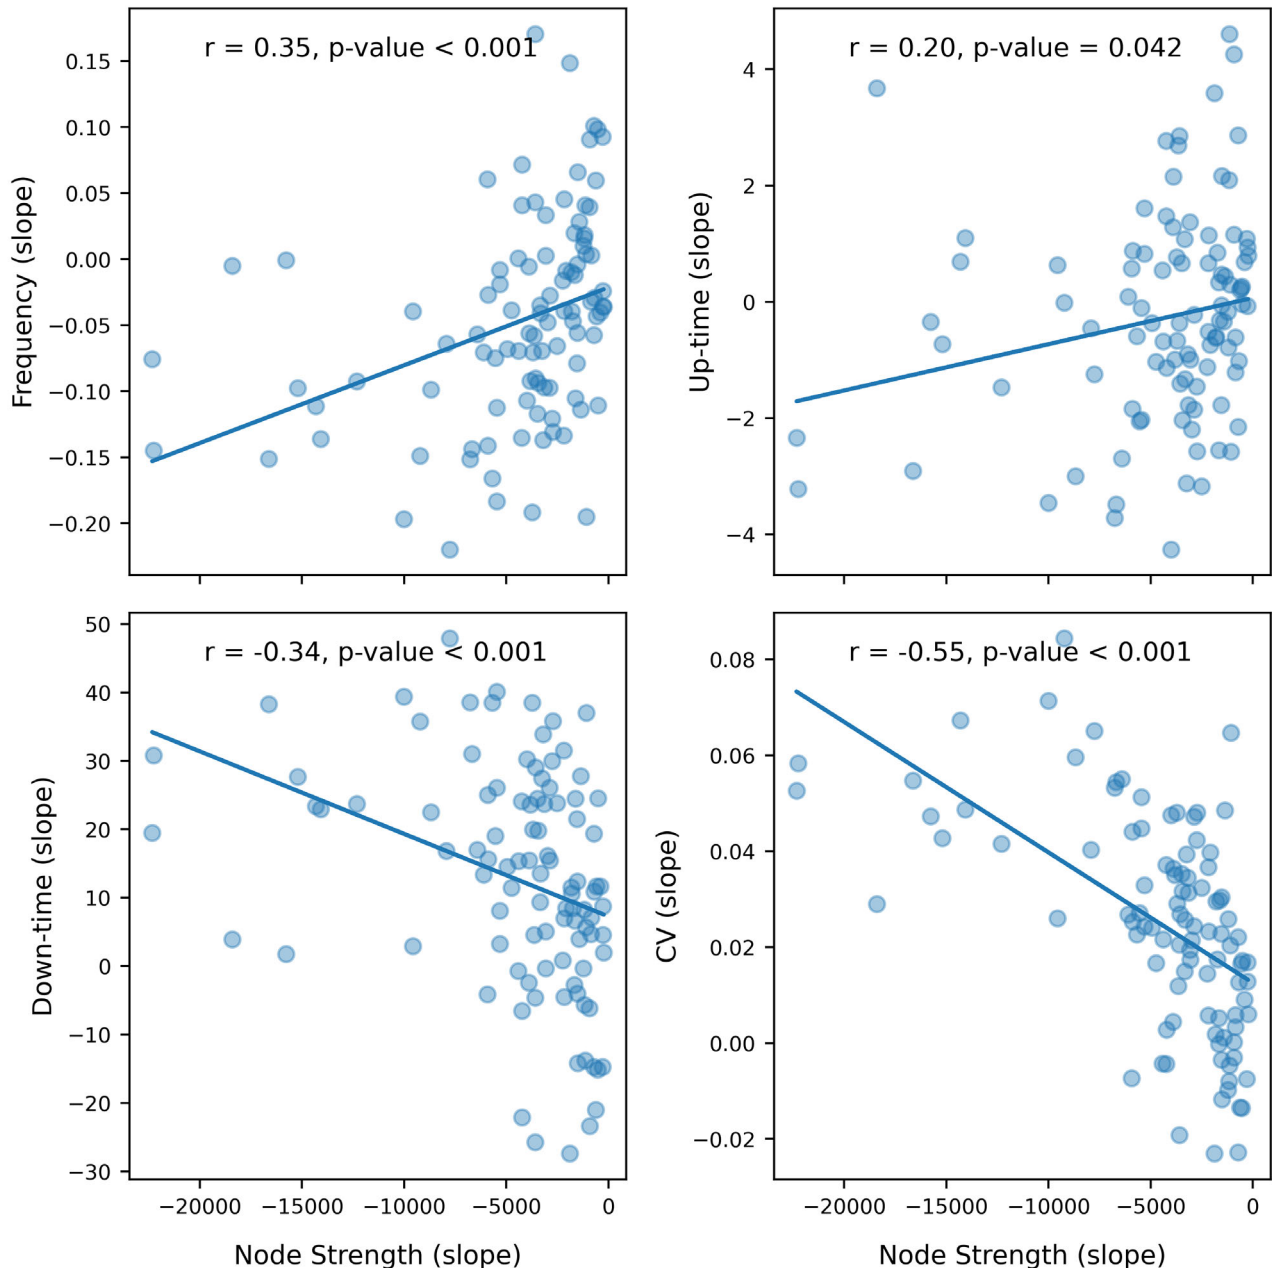 r = 0.35, p-value < 0.001
0.15
0.10
0.05
0.00
−0.05
−0.10
−0.15
−0.20
Frequency (slope)
r = 0.20, p-value = 0.042
4
2
0
−2
−4
Up-time (slope)
r = -0.34, p-value < 0.001
50
40
30
20
10
0
−10
−20
−30
Down-time (slope)
−20000 −15000 −10000 −5000 0
Node Strength (slope)
r = -0.55, p-value < 0.001
0.08
0.06
0.04
0.02
0.00
−0.02
CV (slope)
−20000 −15000 −10000 −5000 0
Node Strength (slope)